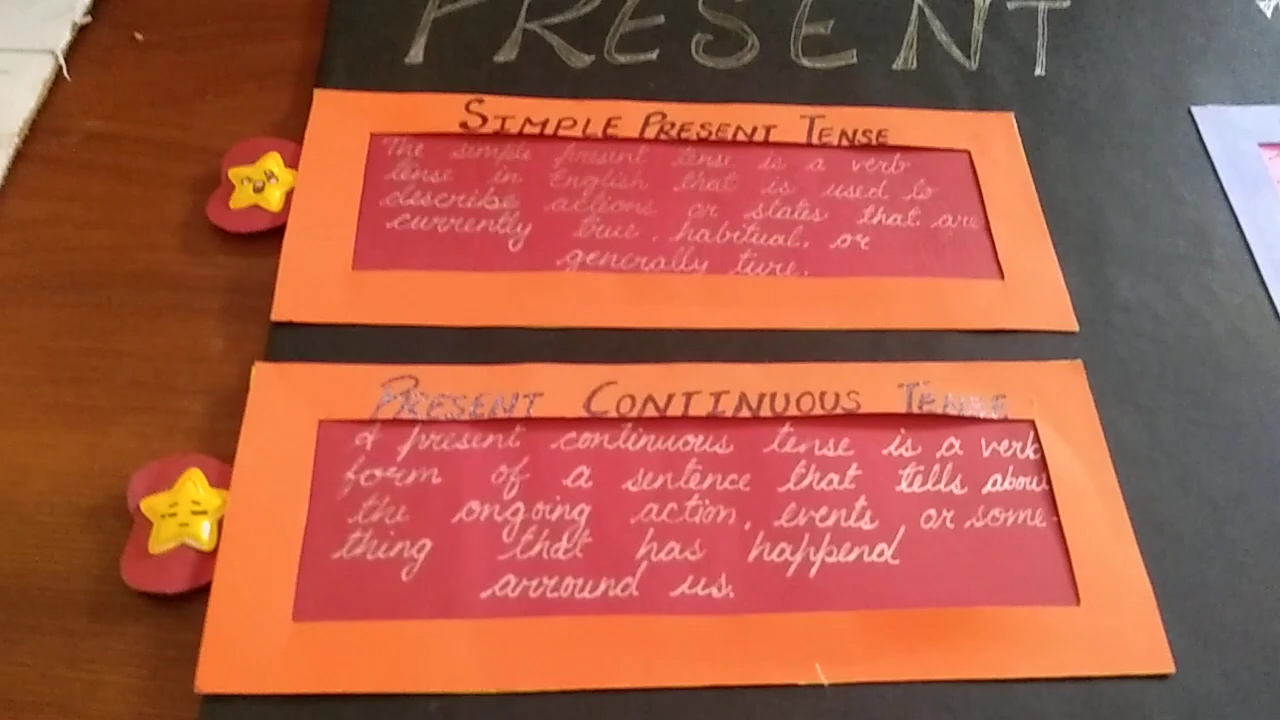 PRESENT
SIMPLE PRESENT TENSE
The simple present tense is a verb
tense in English that is used to
describe actions or states that are
currently true, habitual, or
generally ture.
PRESENT CONTINUOUS TENSE
A present continuous tense is a verb
form of a sentence that tells about
the ongoing action, events, or some-
thing that has happend
arround us.